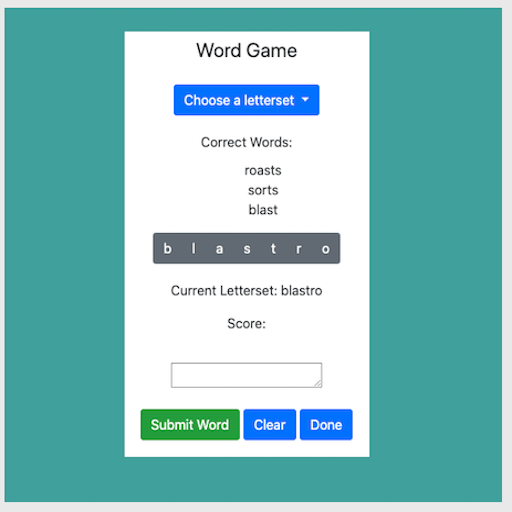 Word Game
Choose a letterset
Correct Words:
roasts
sorts
blast
b l a s t r o
Current Letterset: blastro
Score:
Submit Word Clear Done